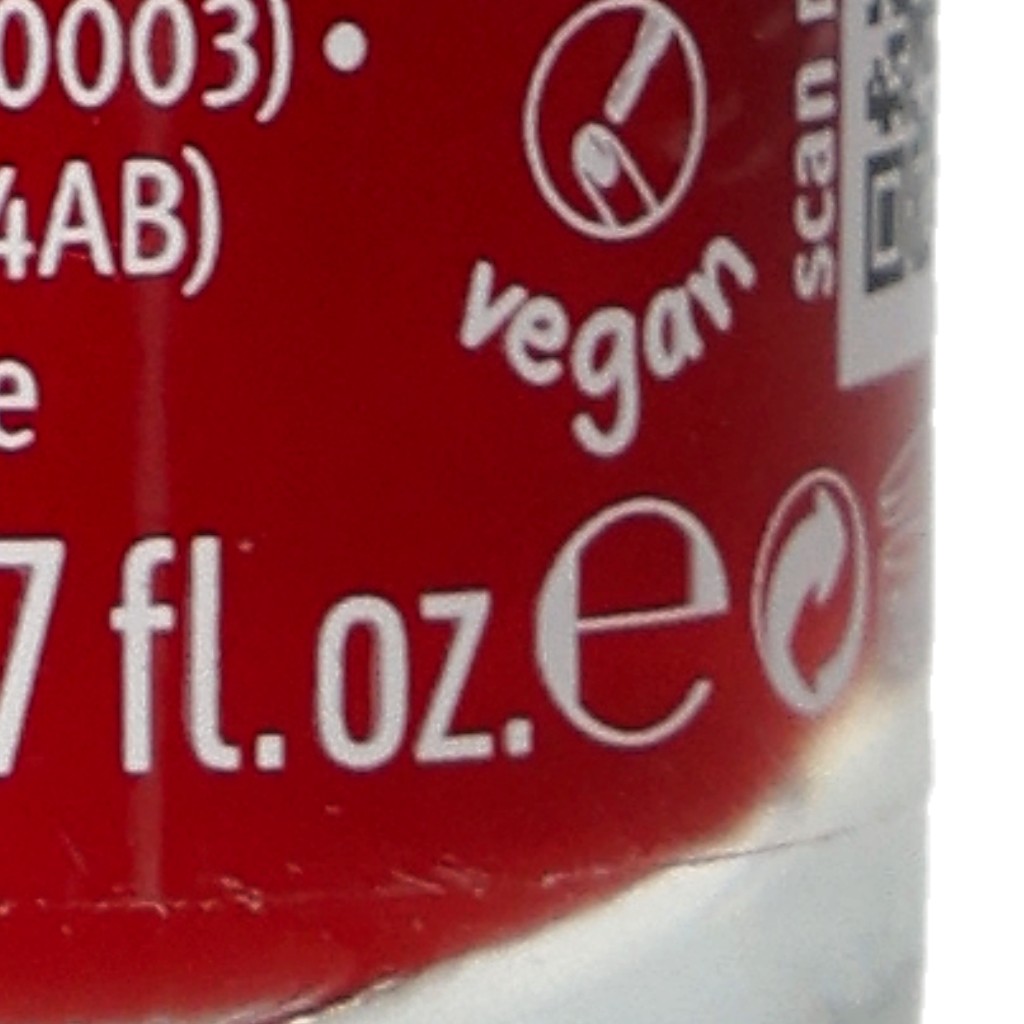 0003) •
4AB)
e
vegan
scan
7 fl.oz. e